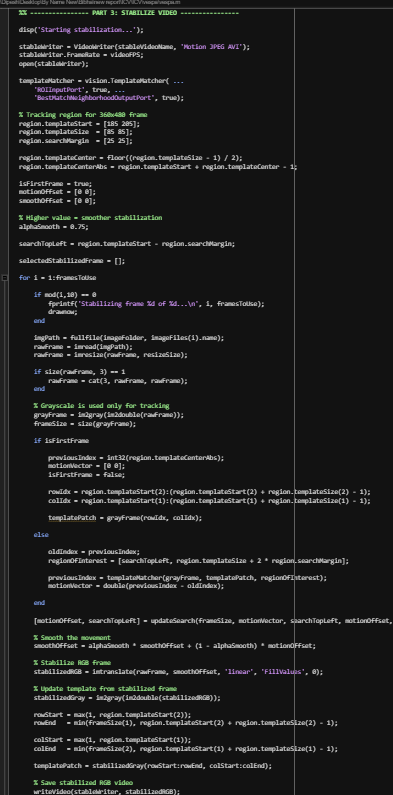 %% ---------------- PART 3: STABILIZE VIDEO ----------------
disp('Starting stabilization...');
stableWriter = VideoWriter(stableVideoName, 'Motion JPEG AVI');
stableWriter.FrameRate = videoFPS;
open(stableWriter);
templateMatcher = vision.TemplateMatcher( ...
'ROIInputPort', true, ...
'BestMatchNeighborhoodOutputPort', true);
% Tracking region for 360x480 frame
region.templateStart = [185 205];
region.templateSize = [85 85];
region.searchMargin = [25 25];
region.templateCenter = floor((region.templateSize - 1) / 2);
region.templateCenterAbs = region.templateStart + region.templateCenter - 1;
isFirstFrame = true;
motionOffset = [0 0];
smoothOffset = [0 0];
% Higher value = smoother stabilization
alphaSmooth = 0.75;
searchTopLeft = region.templateStart - region.searchMargin;
selectedStabilizedFrame = [];
for i = 1:framesToUse
if mod(i,10) == 0
fprintf('Stabilizing frame %d of %d...\n', i, framesToUse);
drawnow;
end
imgPath = fullfile(imageFolder, imageFiles(i).name);
rawFrame = imread(imgPath);
rawFrame = imresize(rawFrame, resizeSize);
if size(rawFrame, 3) == 1
rawFrame = cat(3, rawFrame, rawFrame, rawFrame);
end
% Grayscale is used only for tracking
grayFrame = im2gray(im2double(rawFrame));
frameSize = size(grayFrame);
if isFirstFrame
previousIndex = int32(region.templateCenterAbs);
motionVector = [0 0];
isFirstFrame = false;
rowIdx = region.templateStart(2):(region.templateStart(2) + region.templateSize(2) - 1);
colIdx = region.templateStart(1):(region.templateStart(1) + region.templateSize(1) - 1);
templatePatch = grayFrame(rowIdx, colIdx);
else
oldIndex = previousIndex;
regionOfInterest = [searchTopLeft, region.templateSize + 2 * region.searchMargin];
previousIndex = templateMatcher(grayFrame, templatePatch, regionOfInterest);
motionVector = double(previousIndex - oldIndex);
end
[motionOffset, searchTopLeft] = updateSearch(frameSize, motionVector, searchTopLeft, motionOffset,
% Smooth the movement
smoothOffset = alphaSmooth * smoothOffset + (1 - alphaSmooth) * motionOffset;
% Stabilize RGB frame
stabilizedRGB = imtranslate(rawFrame, smoothOffset, 'linear', 'FillValues', 0);
% Update template from stabilized frame
stabilizedGray = im2gray(im2double(stabilizedRGB));
rowStart = max(1, region.templateStart(2));
rowEnd = min(frameSize(1), region.templateStart(2) + region.templateSize(2) - 1);
colStart = max(1, region.templateStart(1));
colEnd = min(frameSize(2), region.templateStart(1) + region.templateSize(1) - 1);
templatePatch = stabilizedGray(rowStart:rowEnd, colStart:colEnd);
% Save stabilized RGB video
writeVideo(stableWriter, stabilizedRGB);